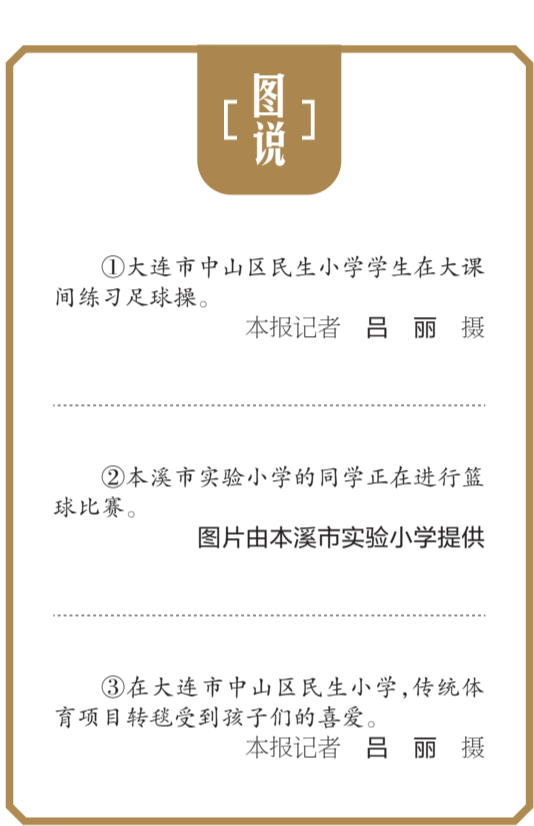 [图说]
①大连市中山区民生小学学生在大课
间练习足球操。
本报记者 吕 丽 摄
②本溪市实验小学的同学正在进行篮
球比赛。
图片由本溪市实验小学提供
③在大连市中山区民生小学,传统体
育项目转毯受到孩子们的喜爱。
本报记者 吕 丽 摄